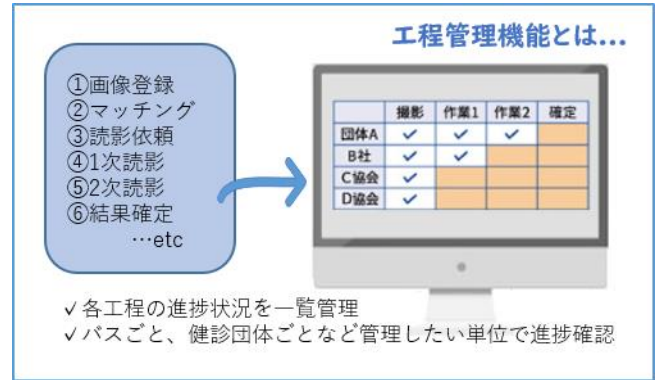 工程管理機能とは...
①画像登録
②マッチング
③読影依頼
④1次読影
⑤2次読影
⑥結果確定
…etc
撮影 作業1 作業2 確定
団体A ✓ ✓ ✓
B社 ✓ ✓
C協会 ✓
D協会 ✓
✓各工程の進捗状況を一覧管理
✓バスごと、健診団体ごとなど管理したい単位で進捗確認